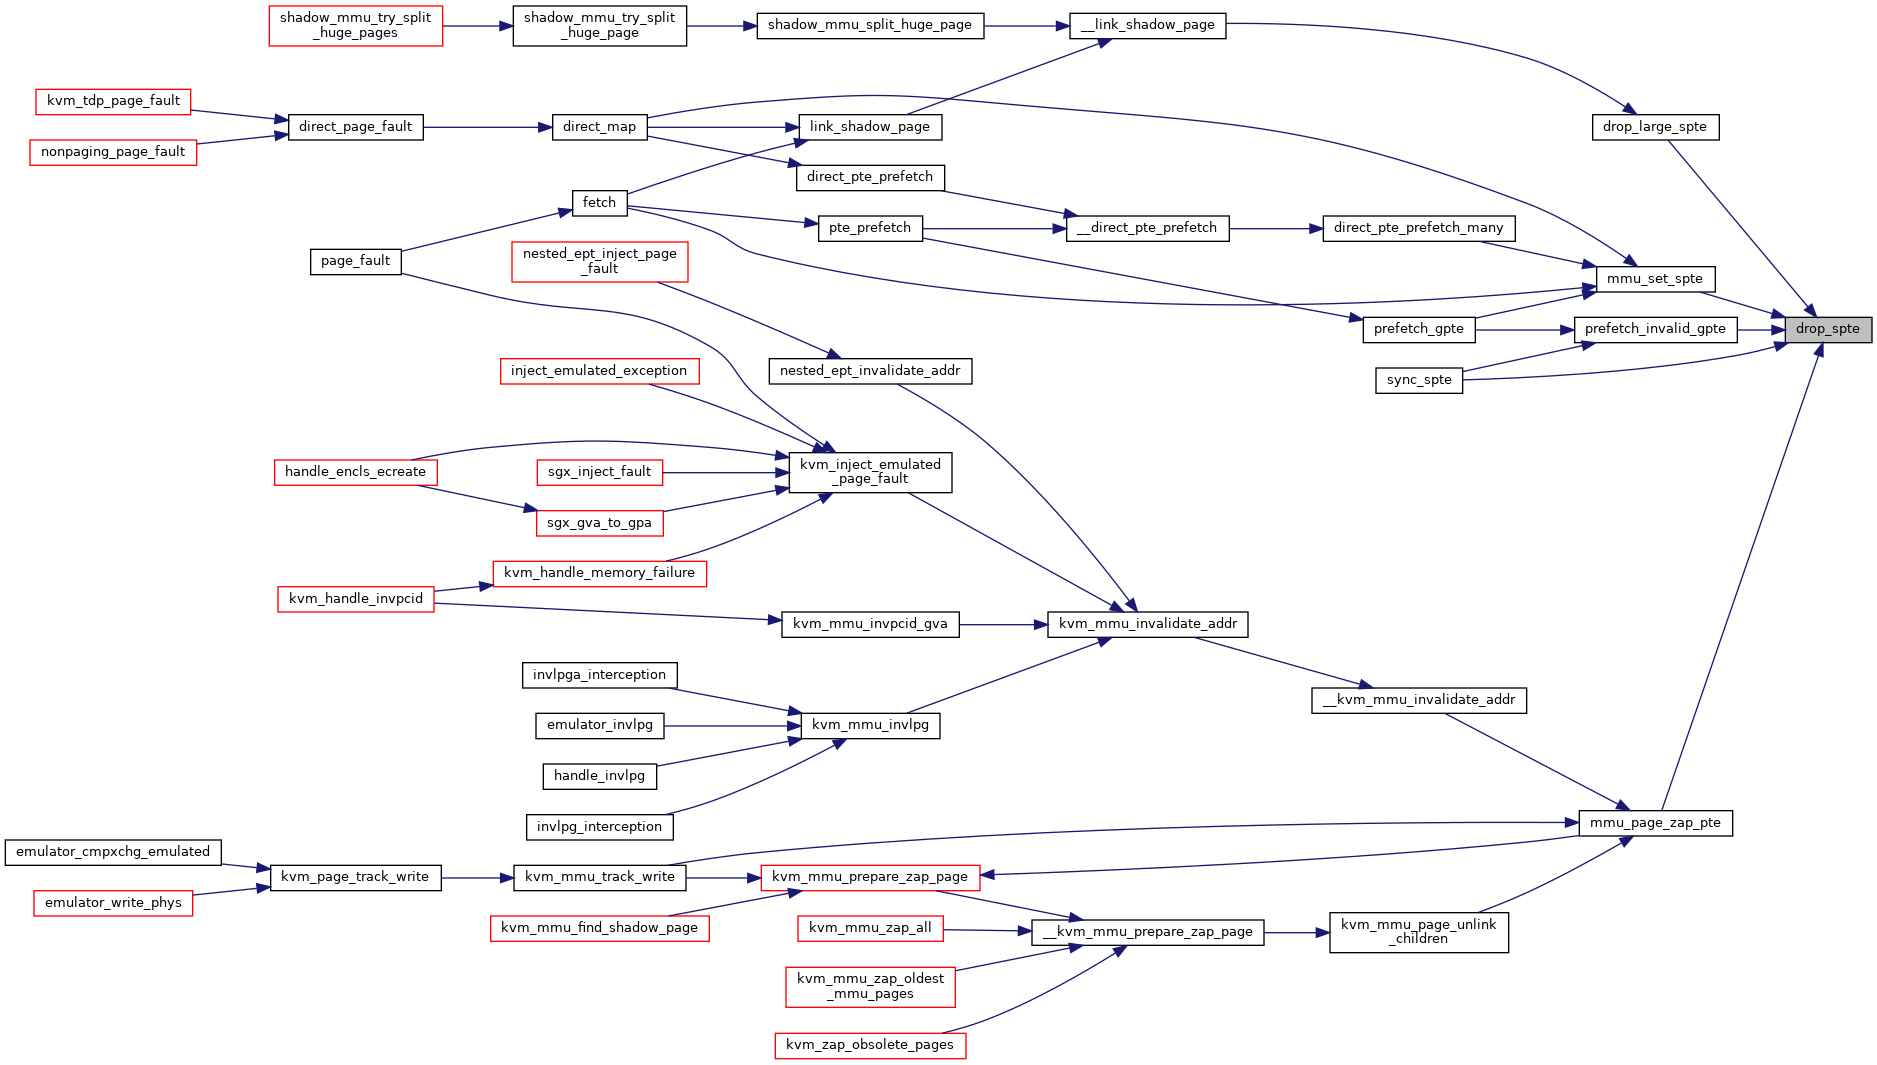 shadow_mmu_try_split
_huge_pages
shadow_mmu_try_split
_huge_page
shadow_mmu_split_huge_page
__link_shadow_page
kvm_tdp_page_fault
direct_page_fault
direct_map
link_shadow_page
drop_large_spte
nonpaging_page_fault
direct_pte_prefetch
fetch
pte_prefetch
__direct_pte_prefetch
direct_pte_prefetch_many
page_fault
nested_ept_inject_page
_fault
mmu_set_spte
prefetch_gpte
prefetch_invalid_gpte
drop_spte
inject_emulated_exception
nested_ept_invalidate_addr
sync_spte
handle_encls_ecreate
sgx_inject_fault
kvm_inject_emulated
_page_fault
sgx_gva_to_gpa
kvm_handle_memory_failure
kvm_handle_invpcid
kvm_mmu_invpcid_gva
kvm_mmu_invalidate_addr
invlpga_interception
__kvm_mmu_invalidate_addr
emulator_invlpg
kvm_mmu_invlpg
handle_invlpg
invlpg_interception
mmu_page_zap_pte
emulator_cmpxchg_emulated
kvm_page_track_write
kvm_mmu_track_write
kvm_mmu_prepare_zap_page
emulator_write_phys
kvm_mmu_find_shadow_page
kvm_mmu_zap_all
__kvm_mmu_prepare_zap_page
kvm_mmu_page_unlink
_children
kvm_mmu_zap_oldest
_mmu_pages
kvm_zap_obsolete_pages